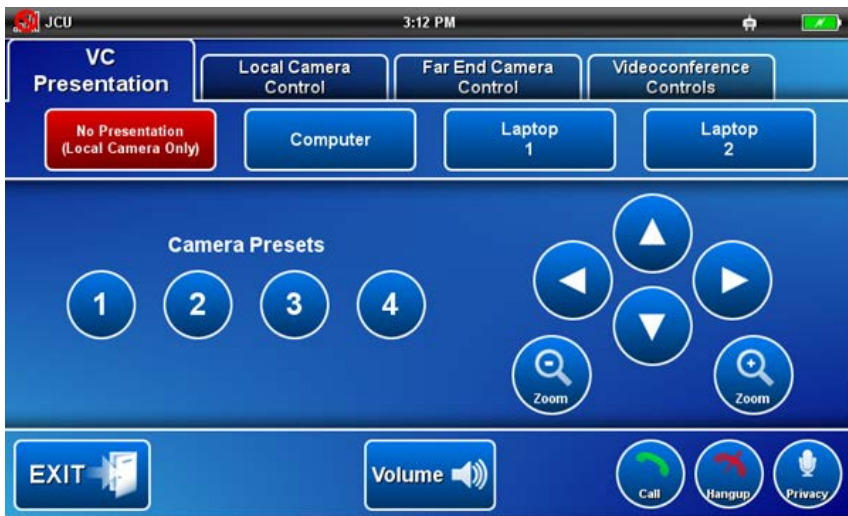 JCU
3:12 PM
VC
Presentation
Local Camera
Control
Far End Camera
Control
Videoconference
Controls
No Presentation
(Local Camera Only)
Computer
Laptop
1
Laptop
2
Camera Presets
1 2 3 4
Zoom
Zoom
EXIT
Volume
Call
Hangup
Privacy